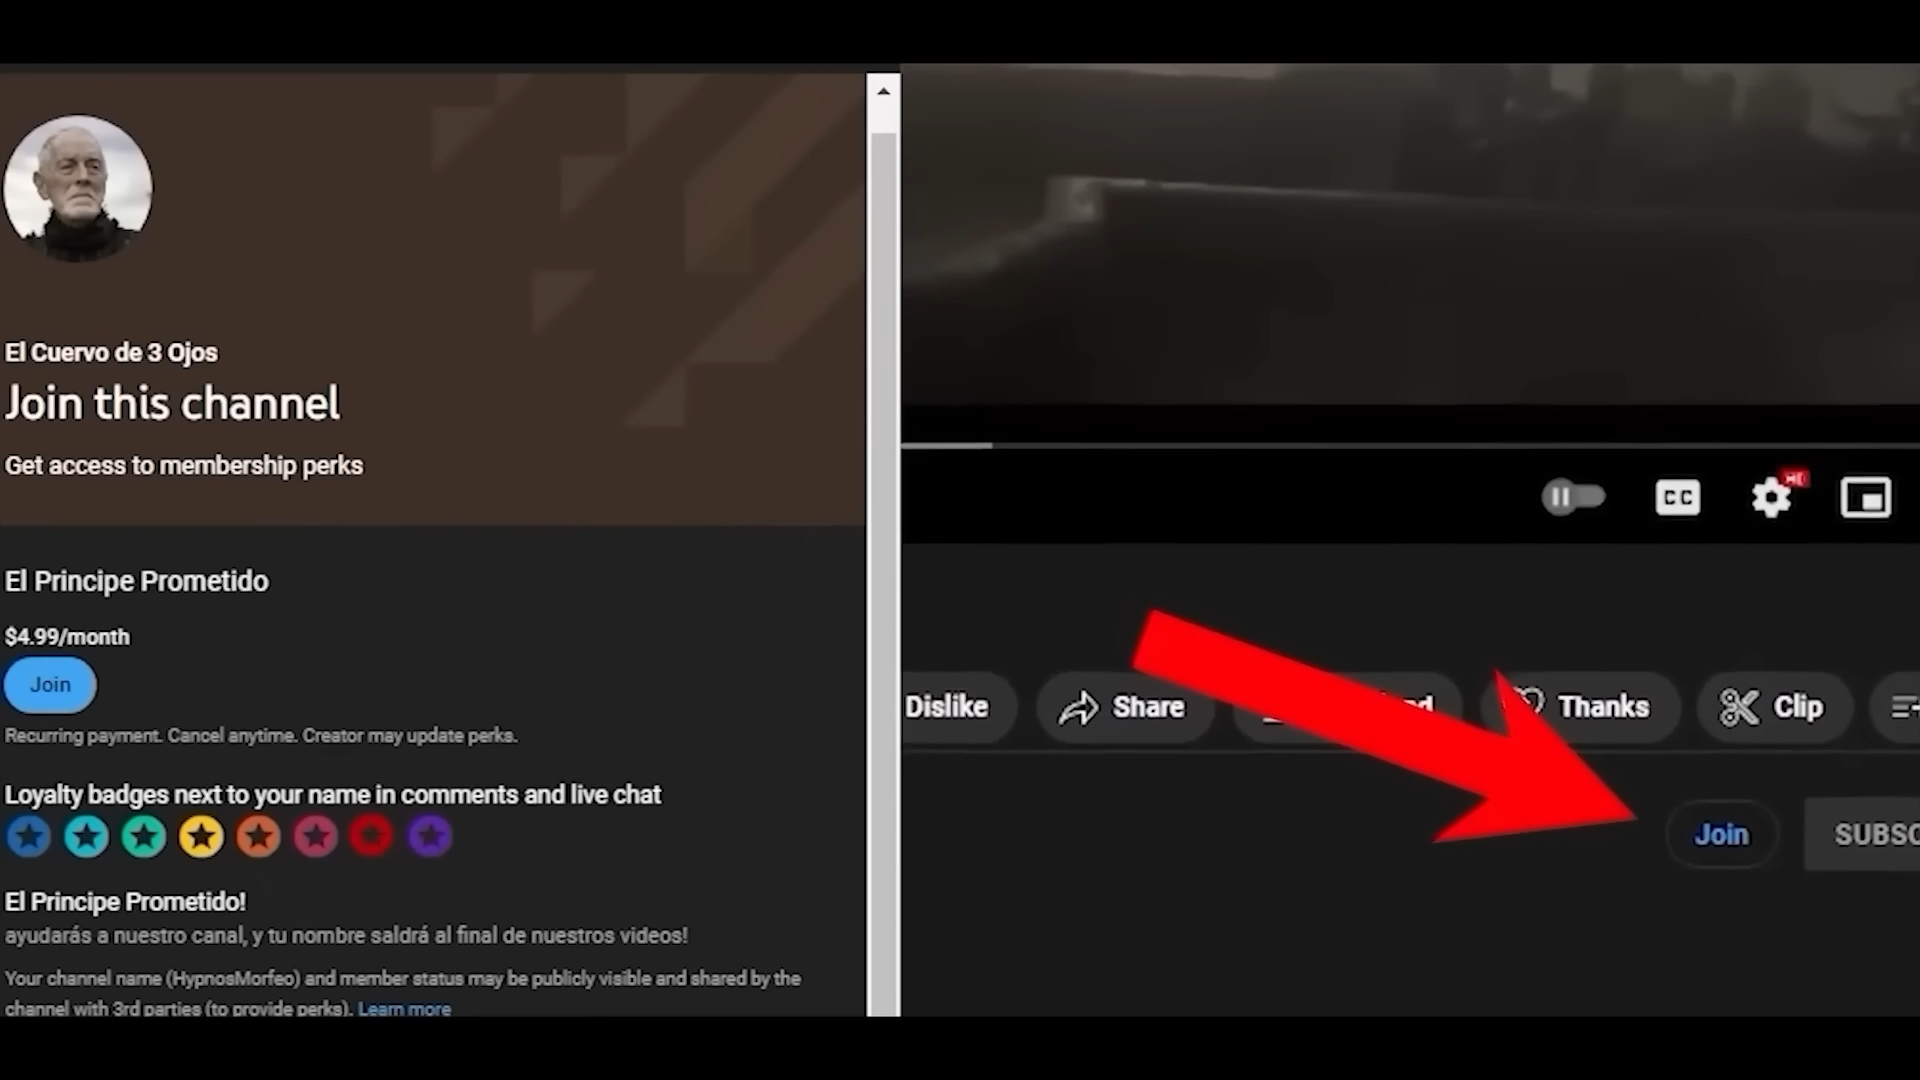 El Cuervo de 3 Ojos
Join this channel
Get access to membership perks
El Principe Prometido
$4.99/month
Join
Recurring payment. Cancel anytime. Creator may update perks.
Loyalty badges next to your name in comments and live chat
El Principe Prometido!
ayudarás a nuestro canal, y tu nombre saldrá al final de nuestros videos!
Your channel name (HypnosMorfeo) and member status may be publicly visible and shared by the
channel with 3rd parties (to provide perks). Learn more
CC
HD
Dislike
Share
Thanks
Clip
Join
SUBSC